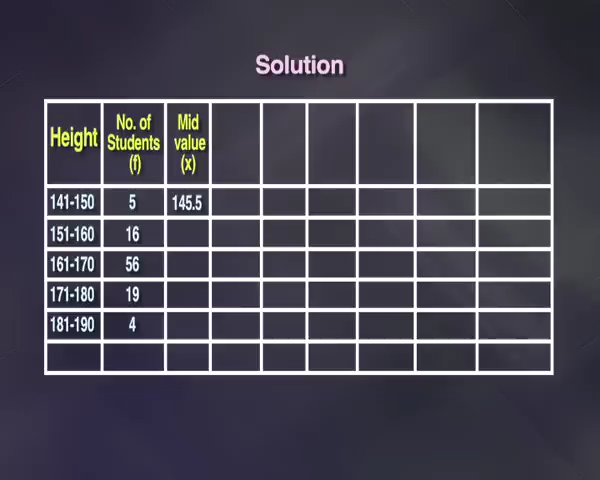 Solution
Height No. of Students (f) Mid value (x)
141-150 5 145.5
151-160 16
161-170 56
171-180 19
181-190 4